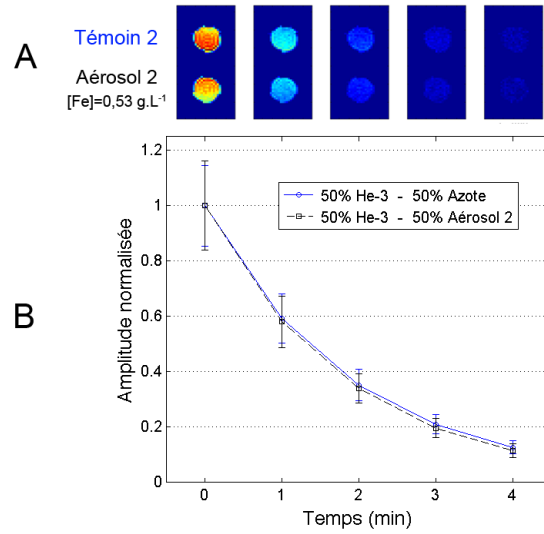 A
Témoin 2
Aérosol 2
[Fe]=0,53 g.L-1
B
Amplitude normalisée
1.2
1
0.8
0.6
0.4
0.2
0
50% He-3 - 50% Azote
50% He-3 - 50% Aérosol 2
0 1 2 3 4
Temps (min)